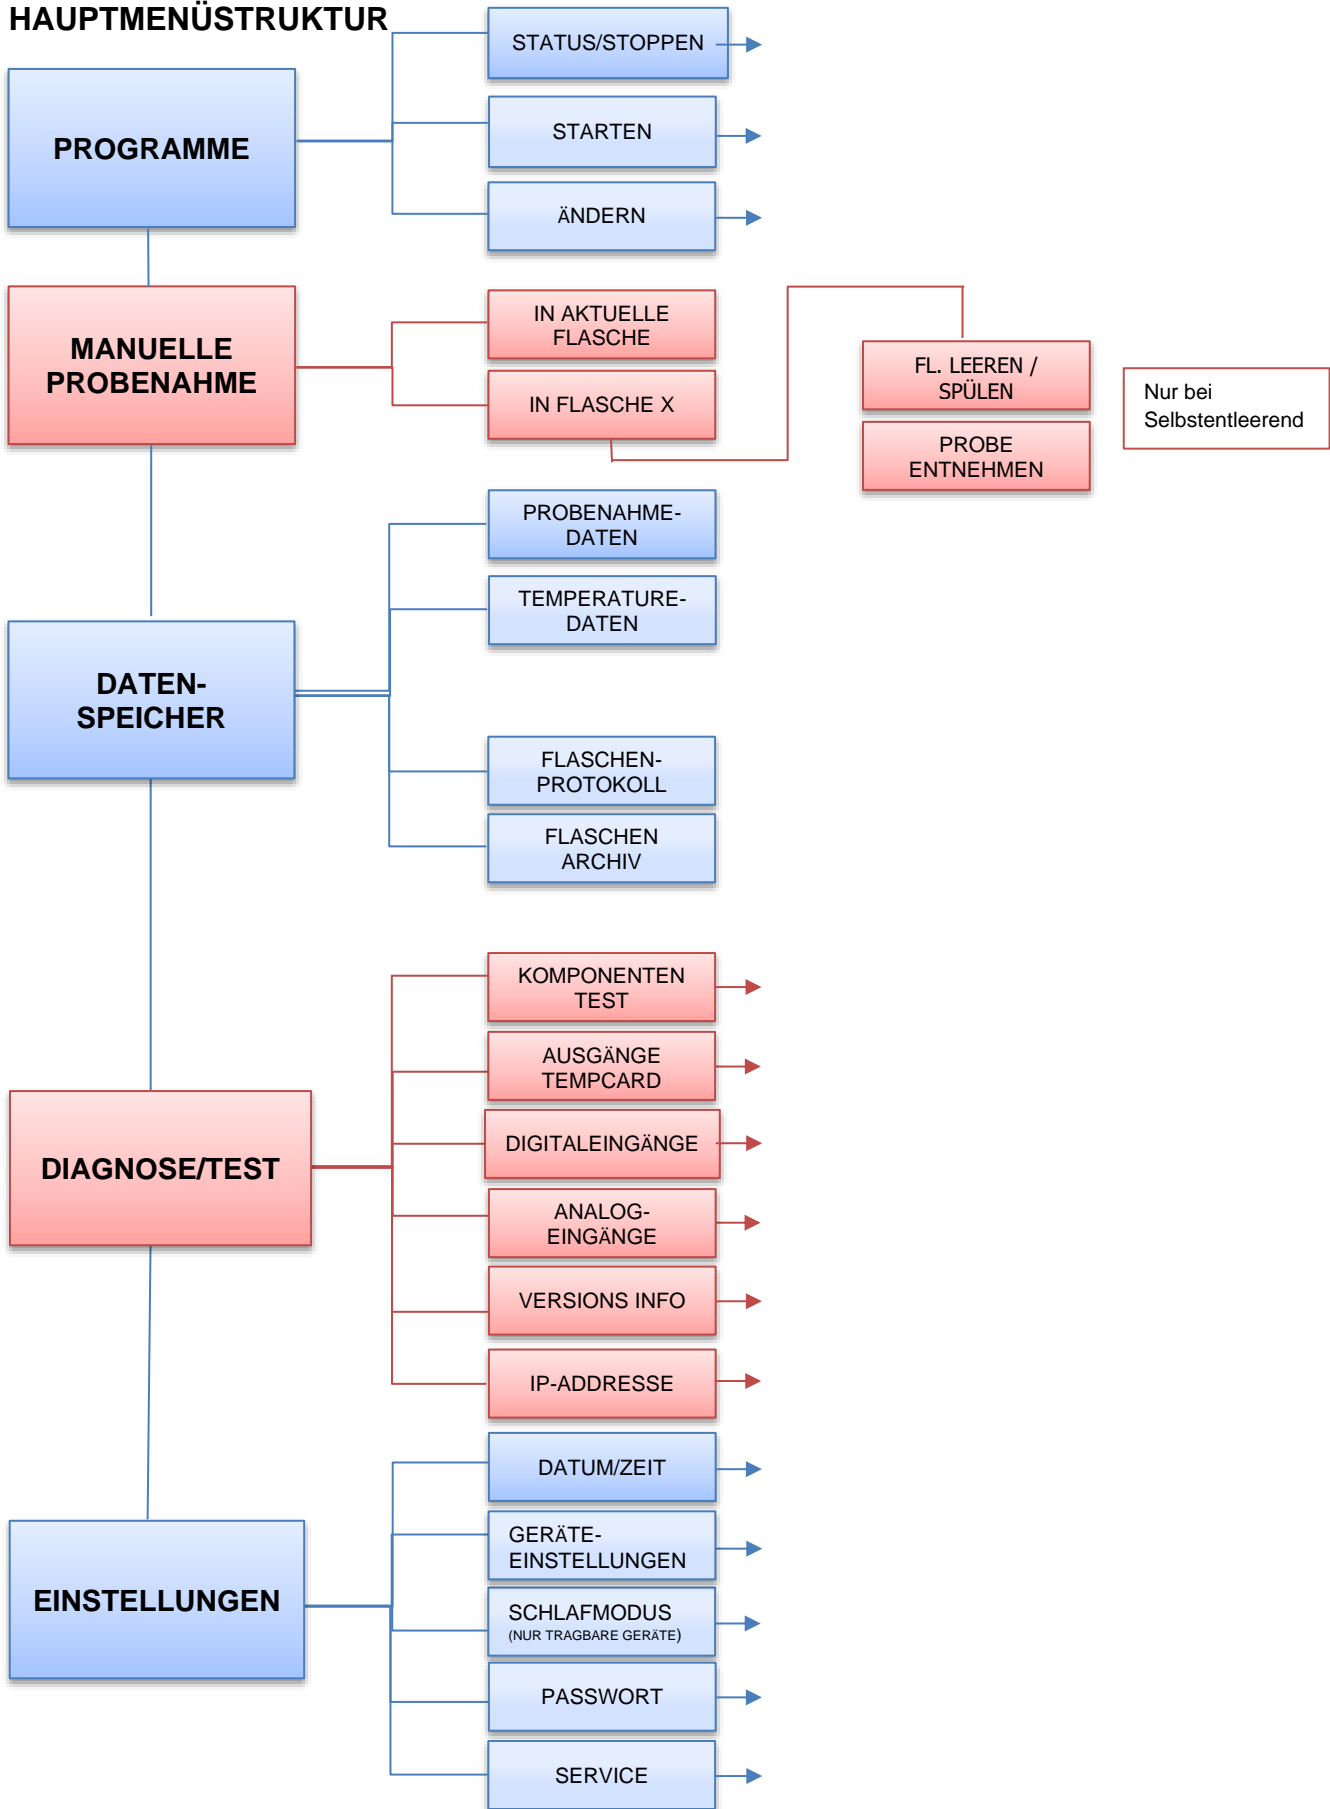 HAUPTMENÜSTRUKTUR
PROGRAMME
STATUS/STOPPEN
STARTEN
ÄNDERN
MANUELLE
PROBENAHME
IN AKTUELLE
FLASCHE
IN FLASCHE X
FL. LEEREN /
SPÜLEN
PROBE
ENTNEHMEN
Nur bei
Selbstentleerend
DATEN-
SPEICHER
PROBENAHME-
DATEN
TEMPERATURE-
DATEN
FLASCHEN-
PROTOKOLL
FLASCHEN
ARCHIV
DIAGNOSE/TEST
KOMPONENTEN
TEST
AUSGÄNGE
TEMPCARD
DIGITALEINGÄNGE
ANALOG-
EINGÄNGE
VERSIONS INFO
IP-ADDRESSE
EINSTELLUNGEN
DATUM/ZEIT
GERÄTE-
EINSTELLUNGEN
SCHLAFMODUS
(NUR TRAGBARE GERÄTE)
PASSWORT
SERVICE